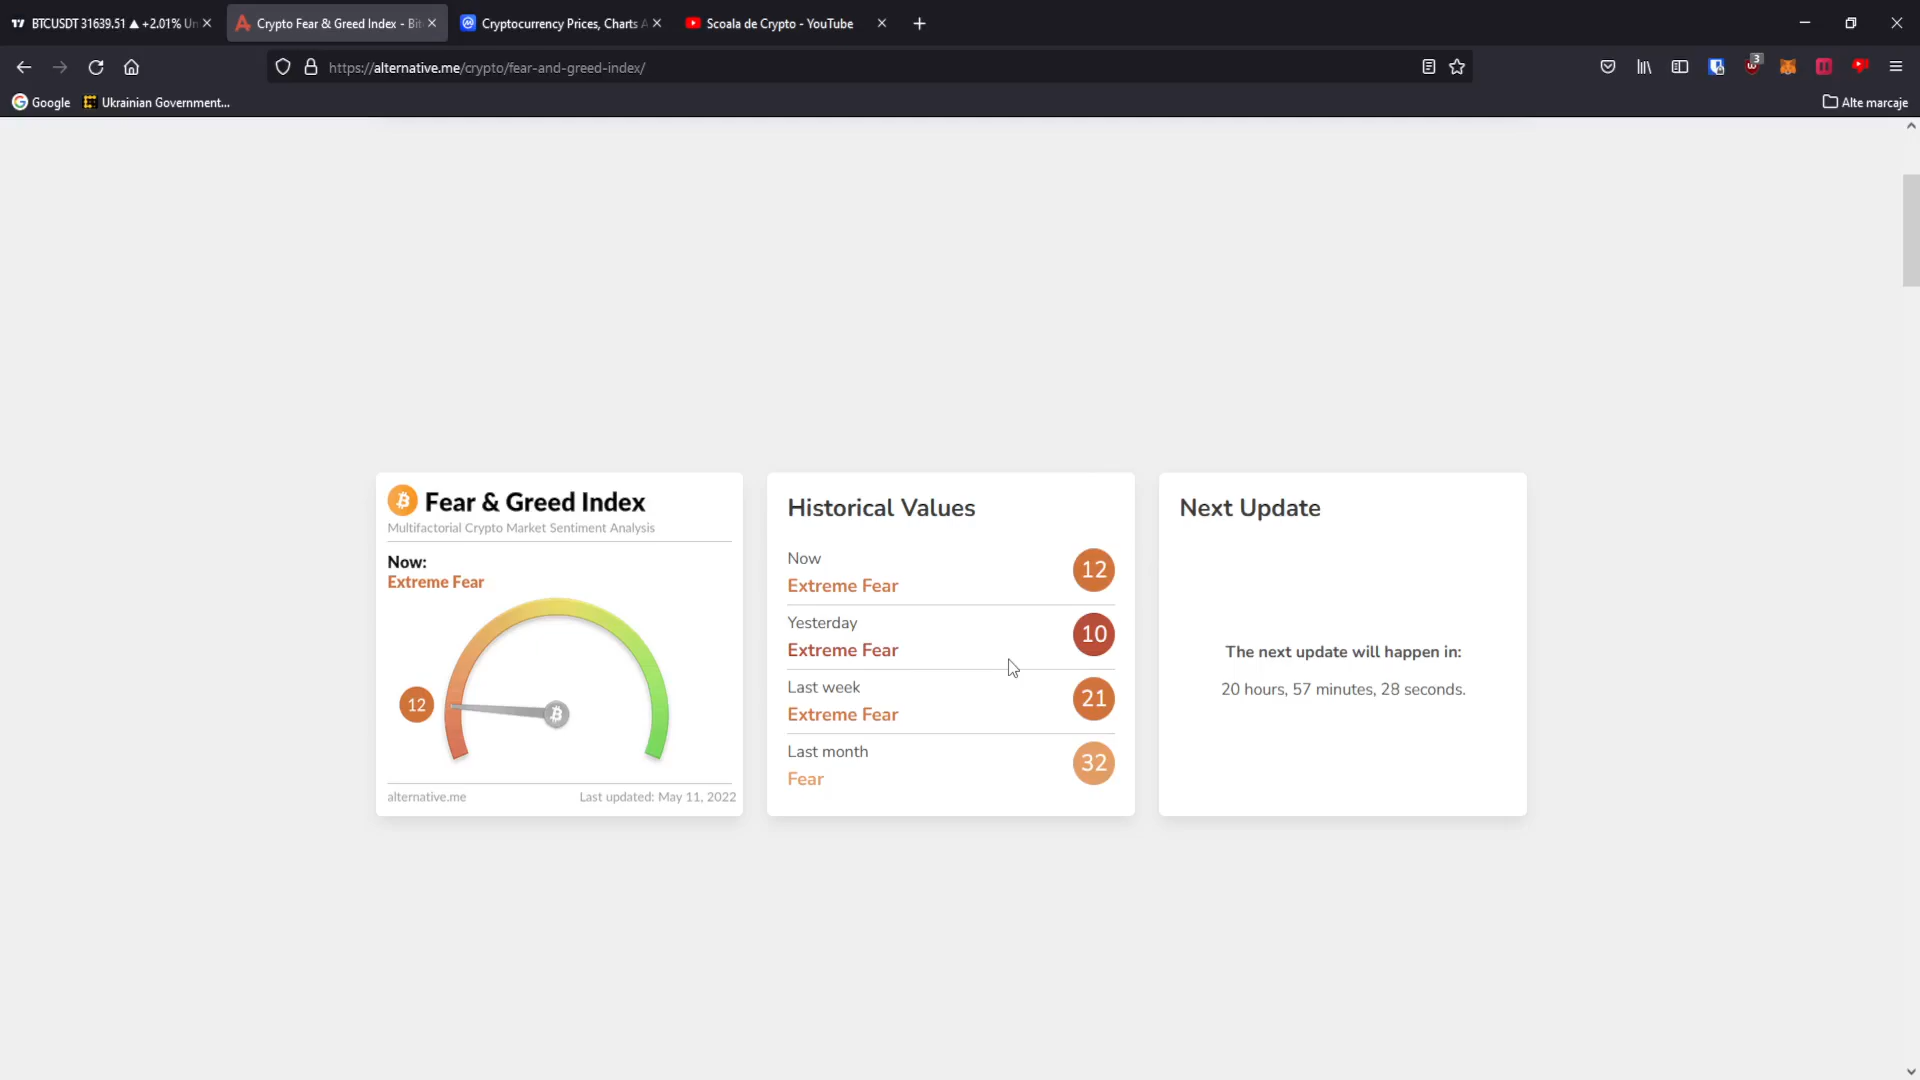 BTCUSDT 31639.51 ▲ +2.01% Un
Crypto Fear & Greed Index - Bit
Cryptocurrency Prices, Charts A
Scoala de Crypto - YouTube
https://alternative.me/crypto/fear-and-greed-index/
3
Google
Ukrainian Government...
Alte marcaje
Fear & Greed Index
Multifactorial Crypto Market Sentiment Analysis
Now:
Extreme Fear
12
alternative.me
Last updated: May 11, 2022
Historical Values
Now
Extreme Fear
12
Yesterday
Extreme Fear
10
Last week
Extreme Fear
21
Last month
Fear
32
Next Update
The next update will happen in:
20 hours, 57 minutes, 28 seconds.